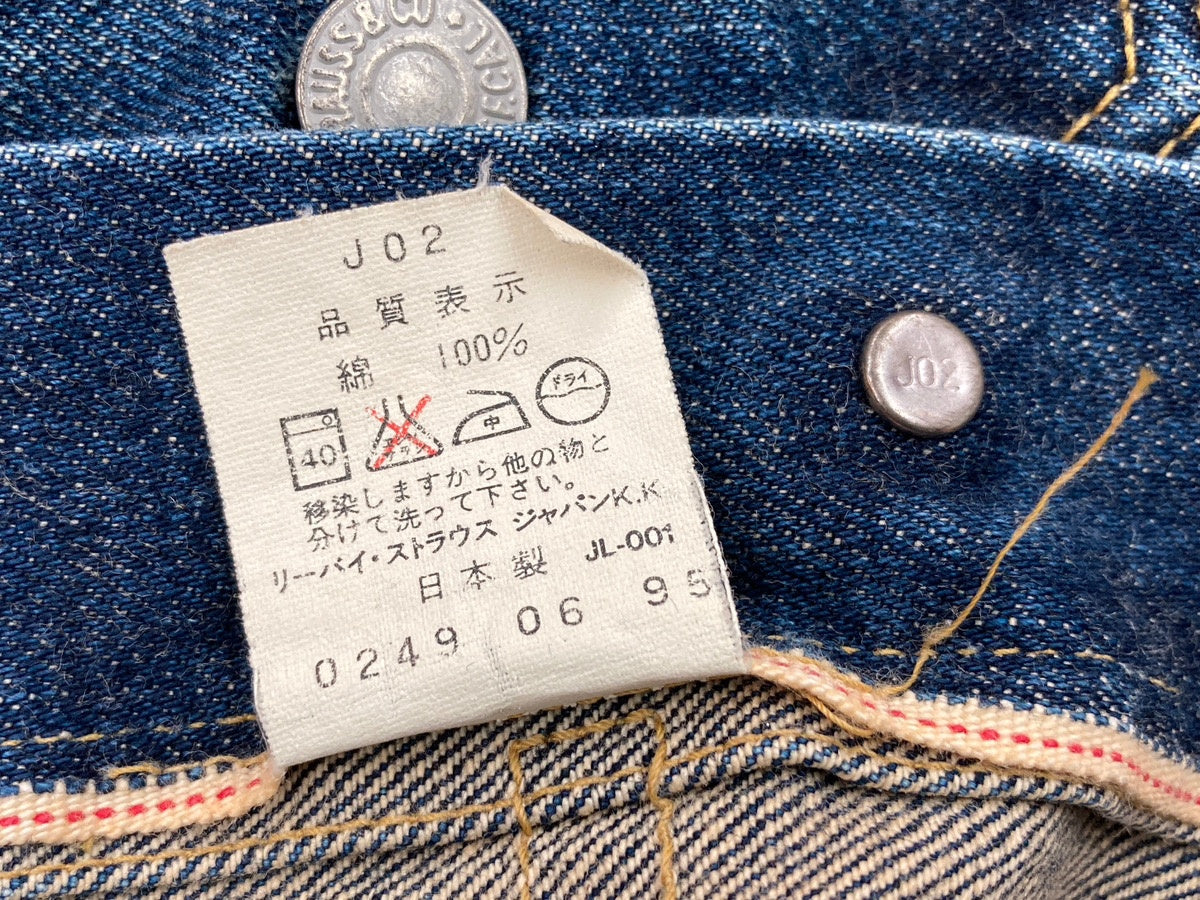 J02
品質表示
綿 100%
40
中
ドライ
移染しますから他の物と
分けて洗って下さい。
リーバイ・ストラウス ジャパンK.K
日本製 JL-001
0249 06 95
J02